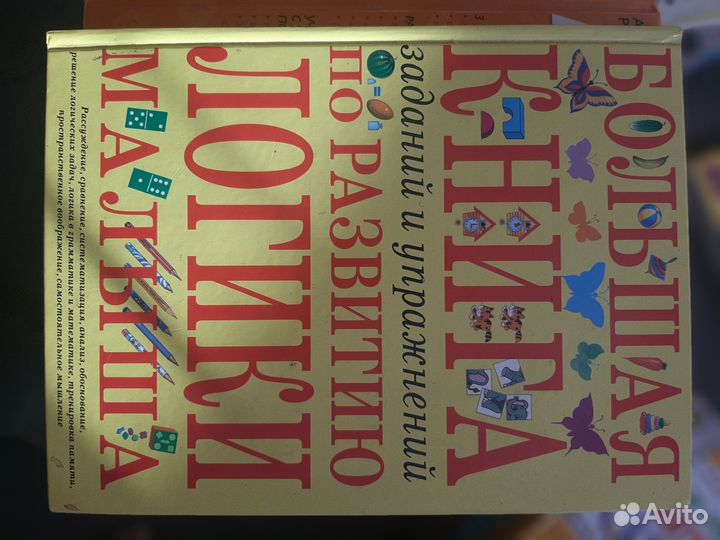 БОЛЬШАЯ
КНИГА
заданий и упражнений
ПО РАЗВИТИЮ
ЛОГИКИ
МАЛЫША
Рассуждение, сравнение, систематизация, анализ, обоснование,
решение логических задач, логика в грамматике и математике, тренировка памяти,
пространственное воображение, самостоятельное мышление
Avito